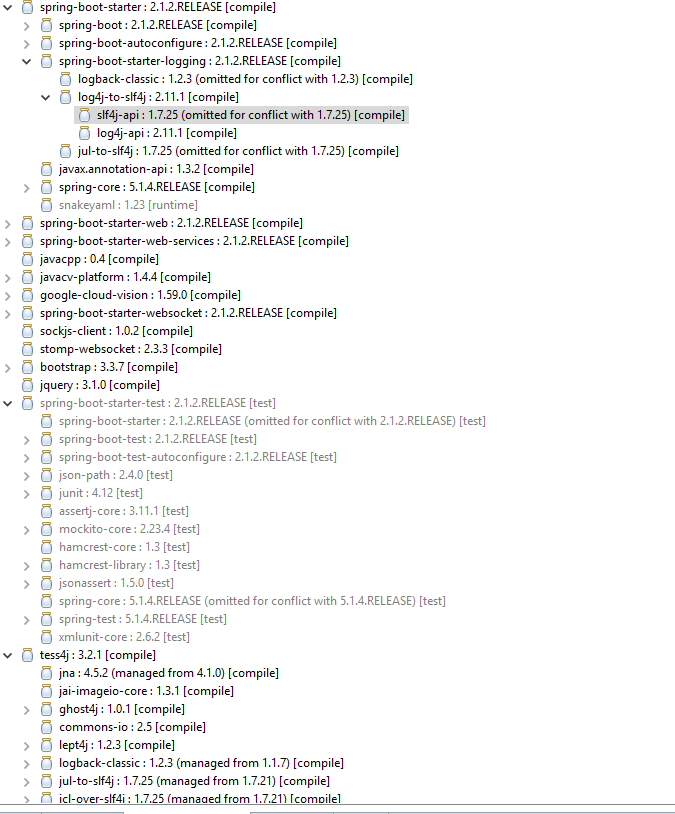 spring-boot-starter : 2.1.2.RELEASE [compile]
spring-boot : 2.1.2.RELEASE [compile]
spring-boot-autoconfigure : 2.1.2.RELEASE [compile]
spring-boot-starter-logging : 2.1.2.RELEASE [compile]
logback-classic : 1.2.3 (omitted for conflict with 1.2.3) [compile]
log4j-to-slf4j : 2.11.1 [compile]
slf4j-api : 1.7.25 (omitted for conflict with 1.7.25) [compile]
log4j-api : 2.11.1 [compile]
jul-to-slf4j : 1.7.25 (omitted for conflict with 1.7.25) [compile]
javax.annotation-api : 1.3.2 [compile]
spring-core : 5.1.4.RELEASE [compile]
snakeyaml : 1.23 [runtime]
spring-boot-starter-web : 2.1.2.RELEASE [compile]
spring-boot-starter-web-services : 2.1.2.RELEASE [compile]
javacpp : 0.4 [compile]
javacv-platform : 1.4.4 [compile]
google-cloud-vision : 1.59.0 [compile]
spring-boot-starter-websocket : 2.1.2.RELEASE [compile]
sockjs-client : 1.0.2 [compile]
stomp-websocket : 2.3.3 [compile]
bootstrap : 3.3.7 [compile]
jquery : 3.1.0 [compile]
spring-boot-starter-test : 2.1.2.RELEASE [test]
spring-boot-starter : 2.1.2.RELEASE (omitted for conflict with 2.1.2.RELEASE) [test]
spring-boot-test : 2.1.2.RELEASE [test]
spring-boot-test-autoconfigure : 2.1.2.RELEASE [test]
json-path : 2.4.0 [test]
junit : 4.12 [test]
assertj-core : 3.11.1 [test]
mockito-core : 2.23.4 [test]
hamcrest-core : 1.3 [test]
hamcrest-library : 1.3 [test]
jsonassert : 1.5.0 [test]
spring-core : 5.1.4.RELEASE (omitted for conflict with 5.1.4.RELEASE) [test]
spring-test : 5.1.4.RELEASE [test]
xmlunit-core : 2.6.2 [test]
tess4j : 3.2.1 [compile]
jna : 4.5.2 (managed from 4.1.0) [compile]
jai-imageio-core : 1.3.1 [compile]
ghost4j : 1.0.1 [compile]
commons-io : 2.5 [compile]
lept4j : 1.2.3 [compile]
logback-classic : 1.2.3 (managed from 1.1.7) [compile]
jul-to-slf4j : 1.7.25 (managed from 1.7.21) [compile]
jcl-over-slf4j : 1.7.25 (managed from 1.7.21) [compile]